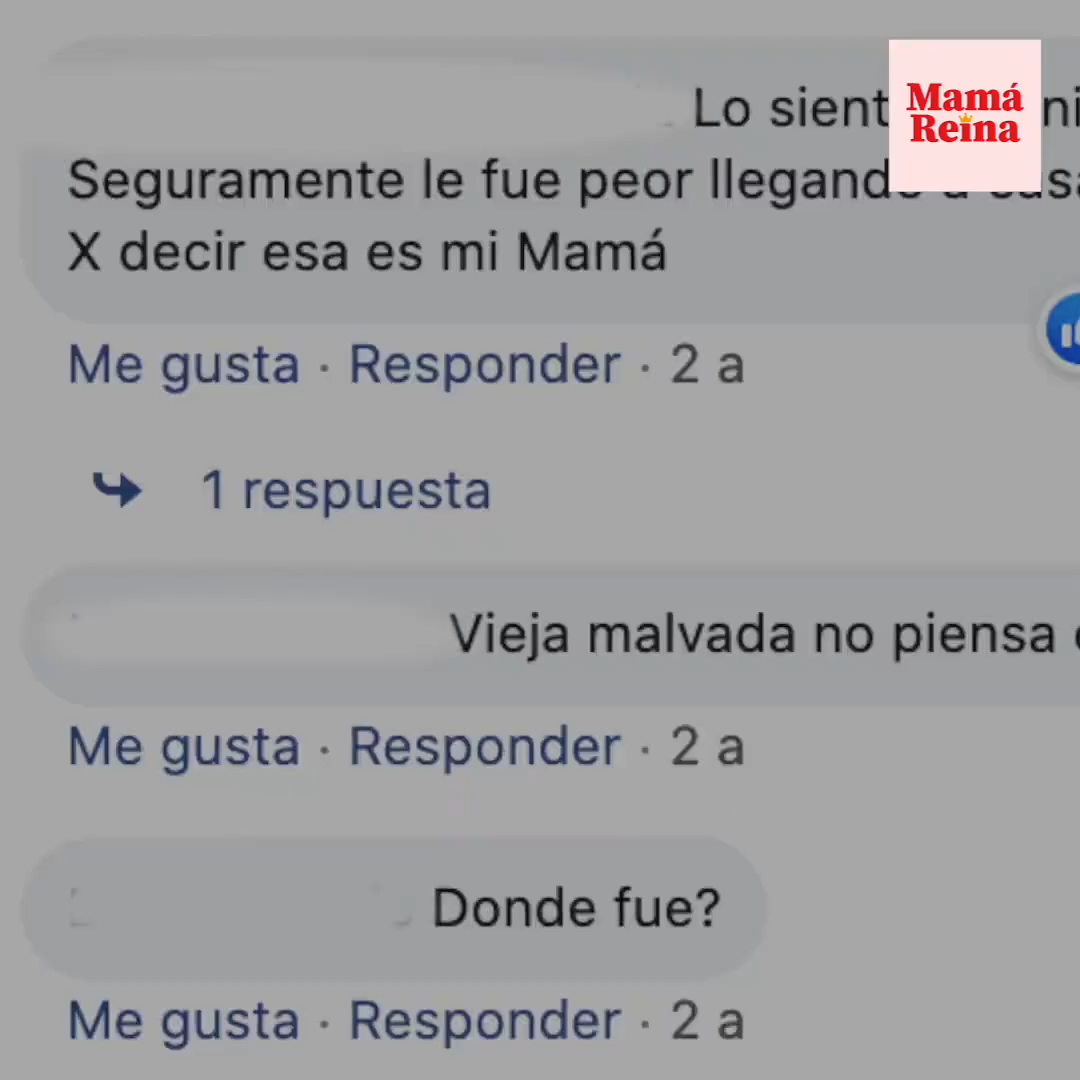 Lo sient
Mamá
Reina
Seguramente le fue peor llegando a
X decir esa es mi Mamá
Me gusta · Responder · 2 a
1 respuesta
Vieja malvada no piensa
Me gusta · Responder · 2 a
Donde fue?
Me gusta · Responder · 2 a